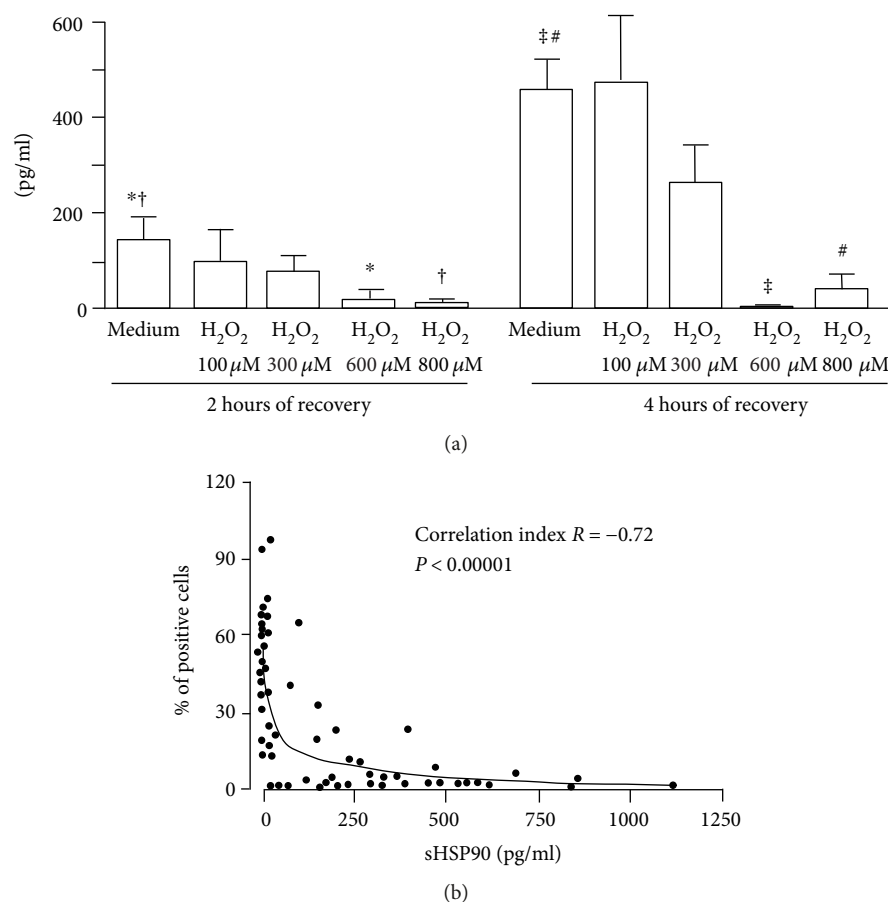 600
400
200
0
(pg/ml)
*†
*
†
‡ #
‡
#
Medium H₂O₂ H₂O₂ H₂O₂ H₂O₂ Medium H₂O₂ H₂O₂ H₂O₂ H₂O₂
100 μM 300 μM 600 μM 800 μM 100 μM 300 μM 600 μM 800 μM
2 hours of recovery 4 hours of recovery
(a)
120
90
60
30
0
% of positive cells
Correlation index R = −0.72
P < 0.00001
0 250 500 750 1000 1250
sHSP90 (pg/ml)
(b)